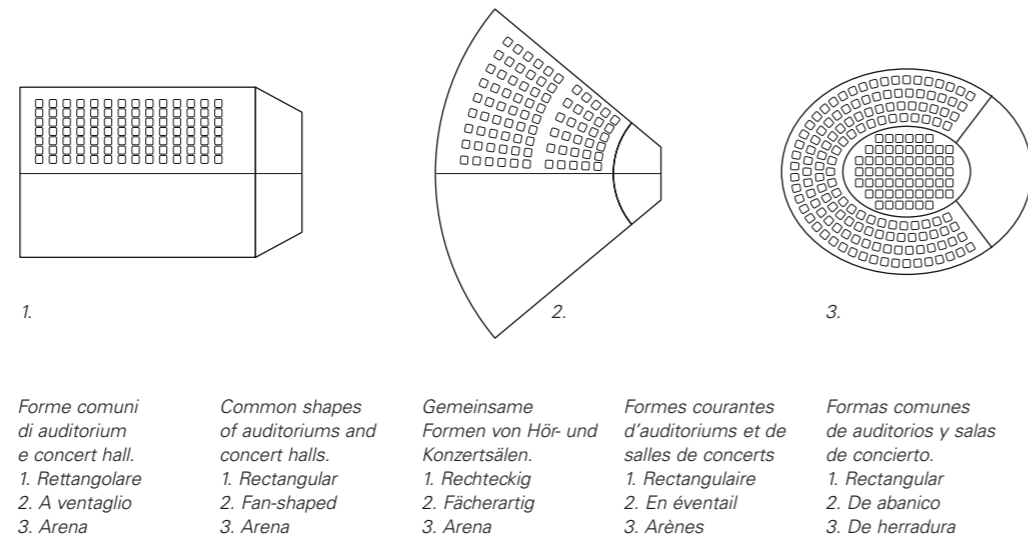 1.
2.
3.
Forme comuni
di auditorium
e concert hall.
1. Rettangolare
2. A ventaglio
3. Arena
Common shapes
of auditoriums and
concert halls.
1. Rectangular
2. Fan-shaped
3. Arena
Gemeinsame
Formen von Hör- und
Konzertsälen.
1. Rechteckig
2. Fächerartig
3. Arena
Formes courantes
d’auditoriums et de
salles de concerts
1. Rectangulaire
2. En éventail
3. Arènes
Formas comunes
de auditorios y salas
de concierto.
1. Rectangular
2. De abanico
3. De herradura